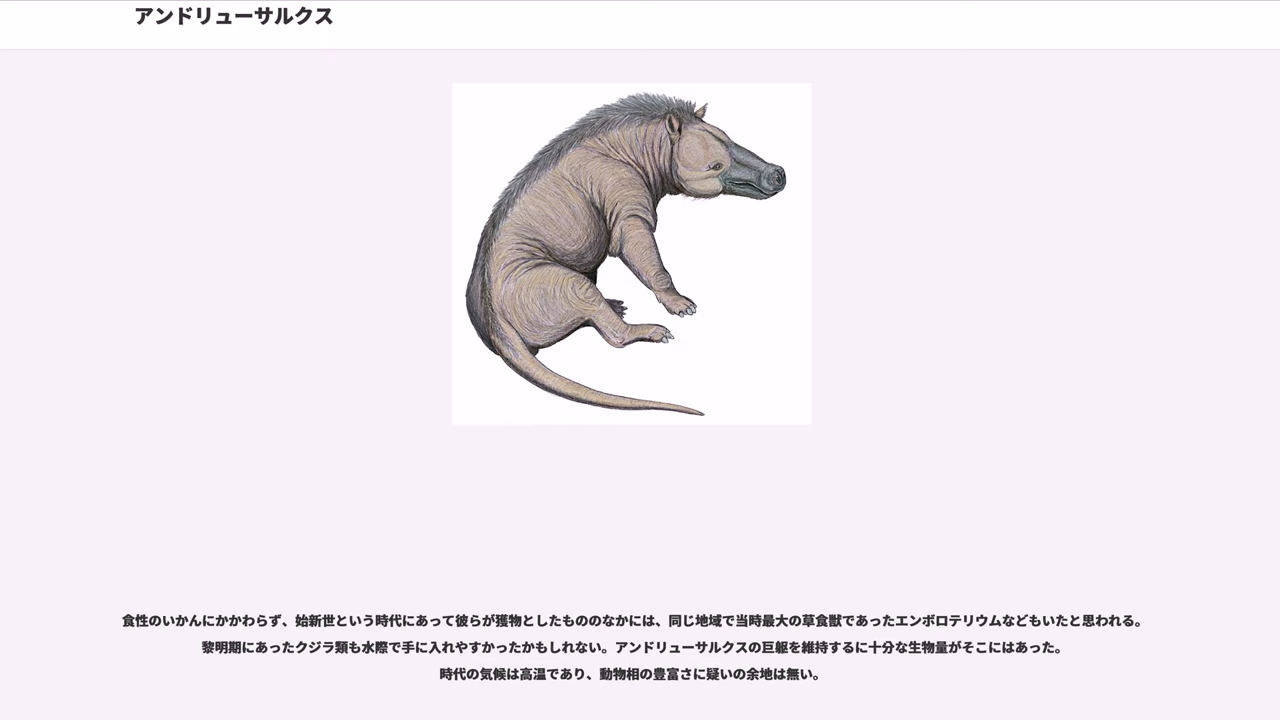 アンドリューサルクス
食性のいかんにかかわらず、始新世という時代にあって彼らが獲物としたもののなかには、同じ地域で当時最大の草食獣であったエンボロテリウムなどもいたと思われる。
黎明期にあったクジラ類も水際で手に入れやすかったかもしれない。アンドリューサルクスの巨躯を維持するに十分な生物量がそこにはあった。
時代の気候は高温であり、動物相の豊富さに疑いの余地は無い。